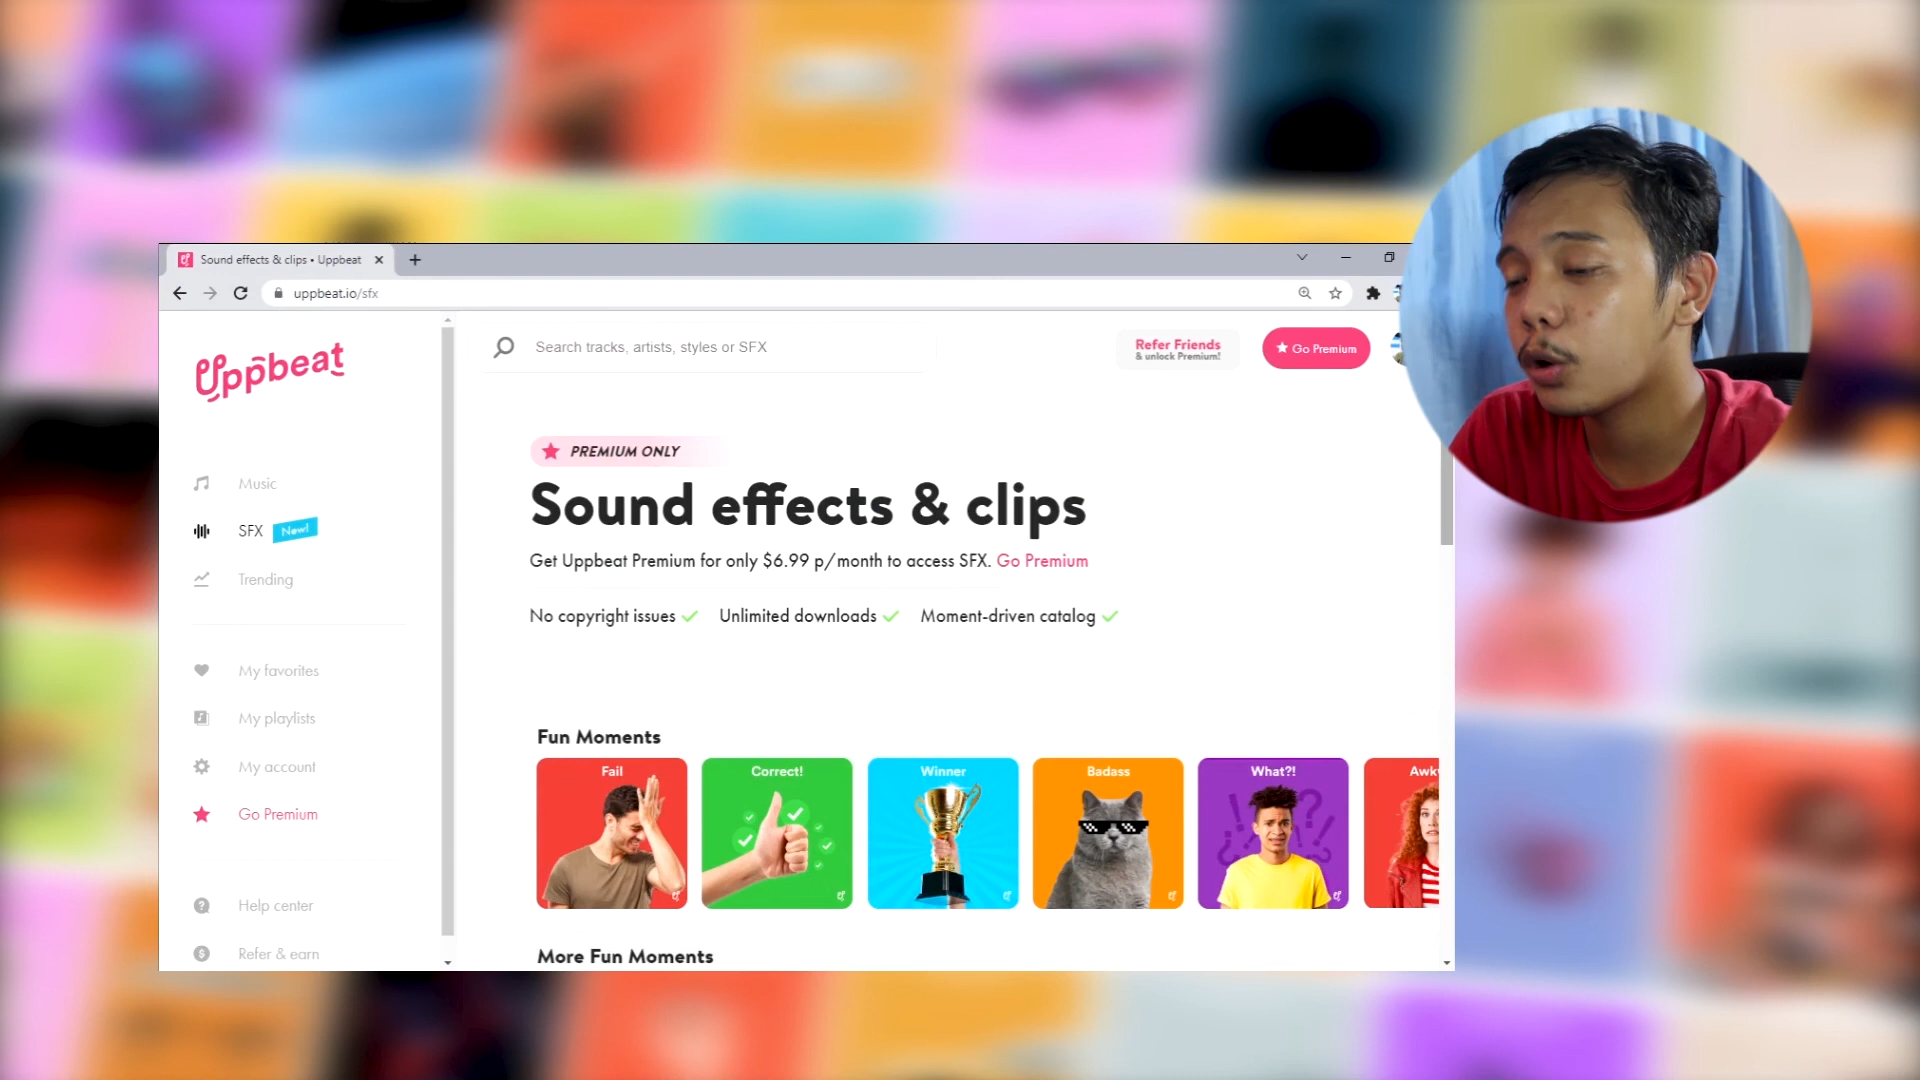 Sound effects & clips • Uppbeat
uppbeat.io/sfx
Uppbeat
Search tracks, artists, styles or SFX
Refer Friends
& unlock Premium!
Go Premium
Music
SFX New!
Trending
My favorites
My playlists
My account
Go Premium
Help center
Refer & earn
PREMIUM ONLY
Sound effects & clips
Get Uppbeat Premium for only $6.99 p/month to access SFX. Go Premium
No copyright issues Unlimited downloads Moment-driven catalog
Fun Moments
Fail Correct! Winner Badass What?!
More Fun Moments